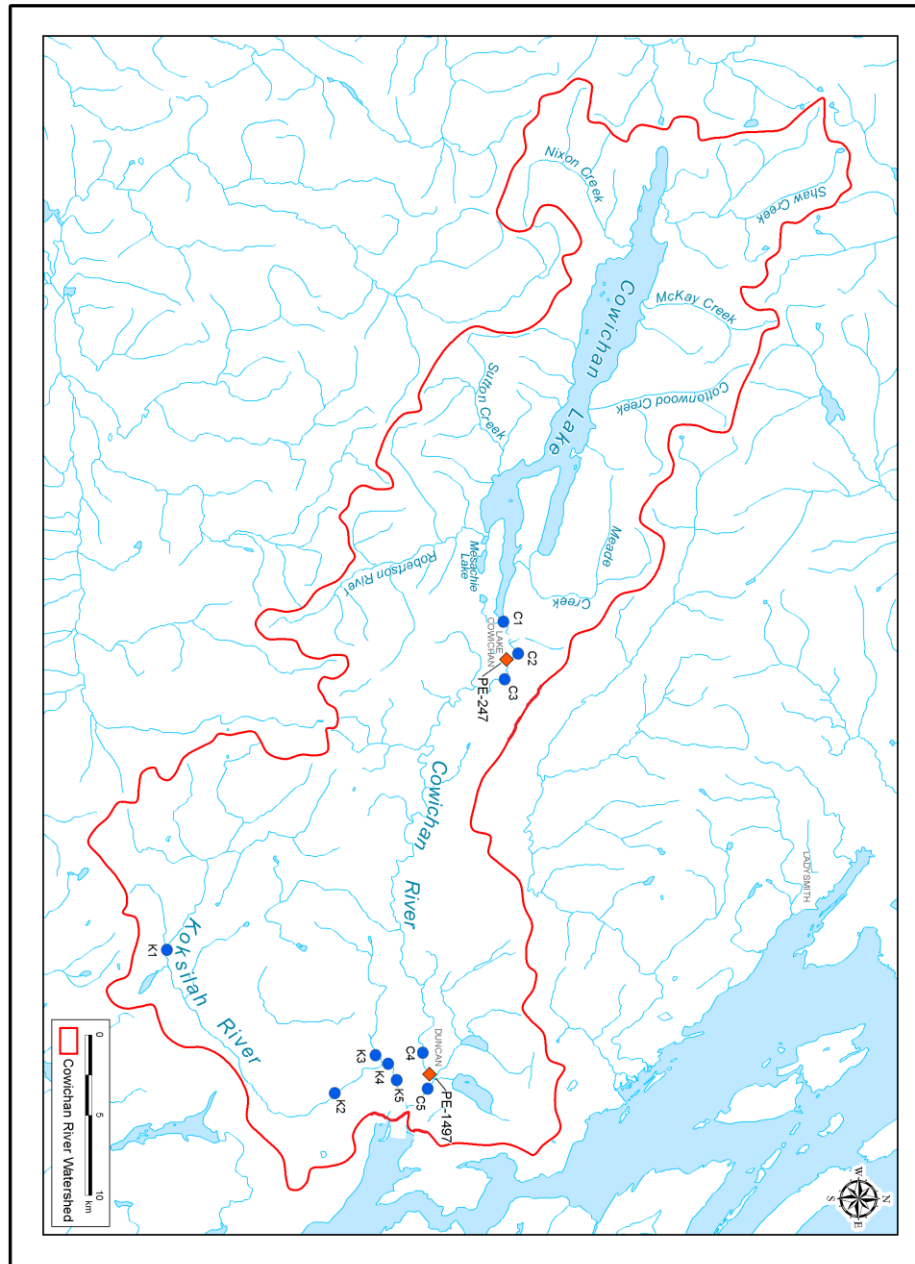 Shaw Creek
Nixon Creek
McKay Creek
Cowichan Lake
Cottonwood Creek
Sutton Creek
Meade
Creek
Mesachie
Lake
Robertson River
C1
LAKE
COWICHAN
C2
C3
PE-247
Cowichan River
LADYSMITH
Koksilah River
K1
DUNCAN
C4
PE-1497
C5
K3
K4
K5
K2
N
W
E
S
0
5
10
km
Cowichan River Watershed